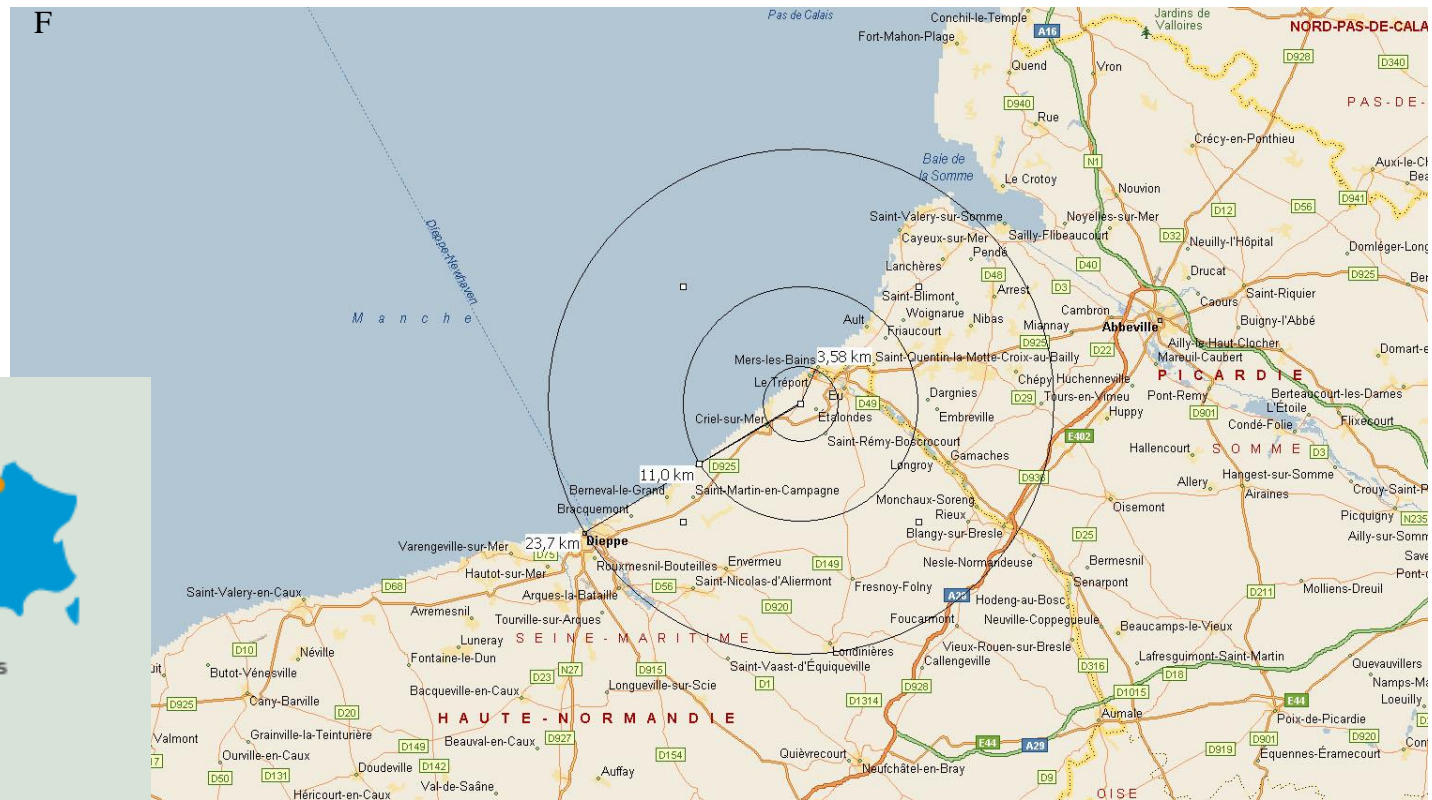 F
Pas de Calais
Conchil-le-Temple
Jardins de
Valloires
Fort-Mahon-Plage
A16
NORD-PAS-DE-CALA
D928
D340
Quend
Vron
PAS-DE-
D940
Rue
Crécy-en-Ponthieu
N1
Baie de
la Somme
Auxi-le-Ch
Bea
Le Crotoy
Nouvion
D941
D12
D56
Saint-Valery-sur-Somme
Noyelles-sur-Mer
Dieppe-Newhaven
Cayeux-sur-Mer
Sailly-Flibeaucourt
D32
Neuilly-l'Hôpital
Pendé
Domléger-Long
Lanchères
D48
D40
Drucat
D925
Ber
Saint-Blimont
Arrest
D3
Caours
Saint-Riquier
Manche
Ault
Woignarue
Nibas
Cambron
Friaucourt
Miannay
Abbeville
Buigny-l'Abbé
D925
Ailly-le-Haut-Clocher
D22
Domart-e
Mers-les-Bains
3,58 km
Saint-Quentin-la-Motte-Croix-au-Bailly
Mareuil-Caubert
Le Tréport
Chépy
Huchenneville
PICARDIE
Eu
D49
Dargnies
D29
Tours-en-Vimeu
Pont-Remy
Berteaucourt-les-Dames
L'Étoile
Criel-sur-Mer
Étalondes
Embreville
Huppy
D901
Condé-Folie
Flixecourt
Saint-Rémy-Boscrocourt
E402
Hallencourt
SOMME
D3
D925
Longroy
Gamaches
11,0 km
D936
Allery
Hangest-sur-Somme
Berneval-le-Grand
Saint-Martin-en-Campagne
Airaines
Crouy-Saint-P
Monchaux-Soreng
Bracquemont
Rieux
Oisemont
Picquigny
N235
Blangy-sur-Bresle
D25
Ailly-sur-Somm
Varengeville-sur-Mer
23,7 km
Dieppe
D75
Save
Rouxmesnil-Bouteilles
Envermeu
D149
Nesle-Normandeuse
Bermesnil
Pont-d
Hautot-sur-Mer
D68
D56
Saint-Nicolas-d'Aliermont
Fresnoy-Folny
Senarpont
Molliens-Dreuil
Saint-Valery-en-Caux
Arques-la-Bataille
D920
Hodeng-au-Bosc
D211
Avremesnil
Tourville-sur-Arques
Foucarmont
Neuville-Coppegueule
Beaucamps-le-Vieux
Luneray
SEINE-MARITIME
Londinières
Vieux-Rouen-sur-Bresle
D10
Néville
Fontaine-le-Dun
Saint-Vaast-d'Équiqueville
Callengeville
Lafresguimont-Saint-Martin
s
uit
Butot-Vénesville
N27
D915
D316
D18
Quevauvillers
D23
D1
D928
Namps-Ma
D925
Cany-Barville
Bacqueville-en-Caux
Longueville-sur-Scie
D1314
D1015
E44
Loeuilly
D20
HAUTE-NORMANDIE
Aumale
Poix-de-Picardie
Valmont
Grainville-la-Teinturière
D149
Beauval-en-Caux
D927
E44
A29
D901
D920
17
Ouville-en-Caux
D154
Quièvrecourt
D919
Équennes-Éramecourt
Cont
D50
D131
Doudeville
D142
Auffay
Neufchâtel-en-Bray
D9
Héricourt-en-Caux
Val-de-Saâne
OISE